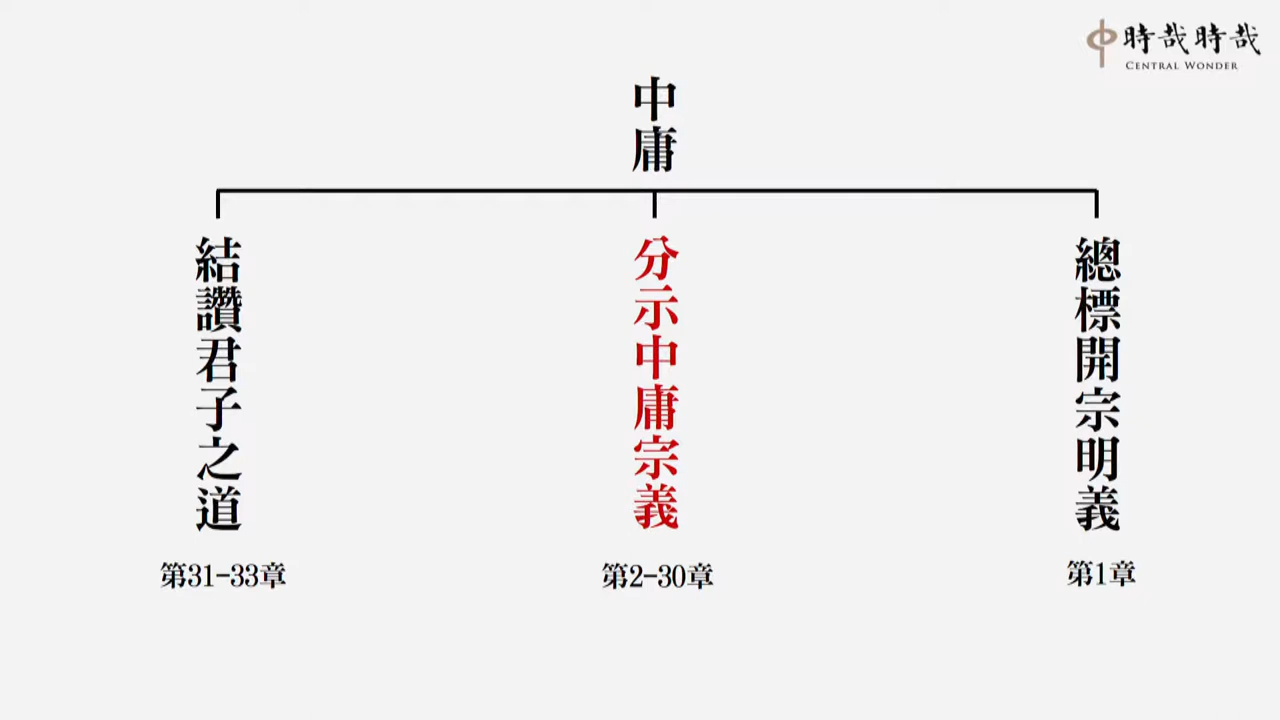 時哉時哉
CENTRAL WONDER
中庸
總標開宗明義
第1章
分示中庸宗義
第2-30章
結讚君子之道
第31-33章